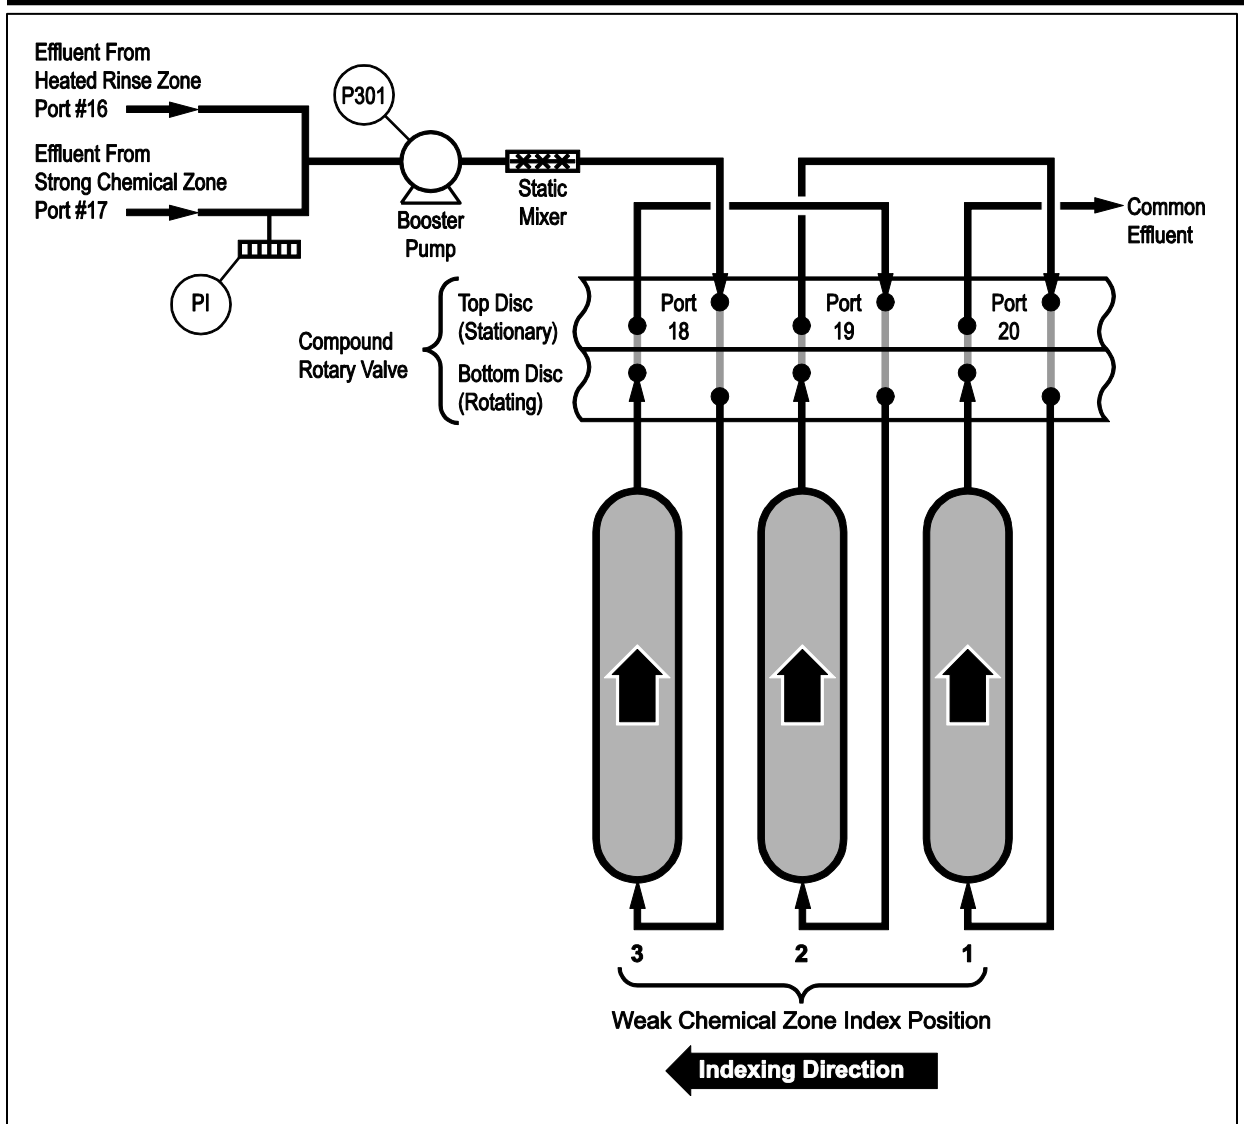 Effluent From
Heated Rinse Zone
Port #16
Effluent From
Strong Chemical Zone
Port #17
PI
P301
Booster
Pump
Static
Mixer
Common
Effluent
Compound
Rotary Valve
Top Disc
(Stationary)
Bottom Disc
(Rotating)
Port
18
Port
19
Port
20
3
2
1
Weak Chemical Zone Index Position
Indexing Direction